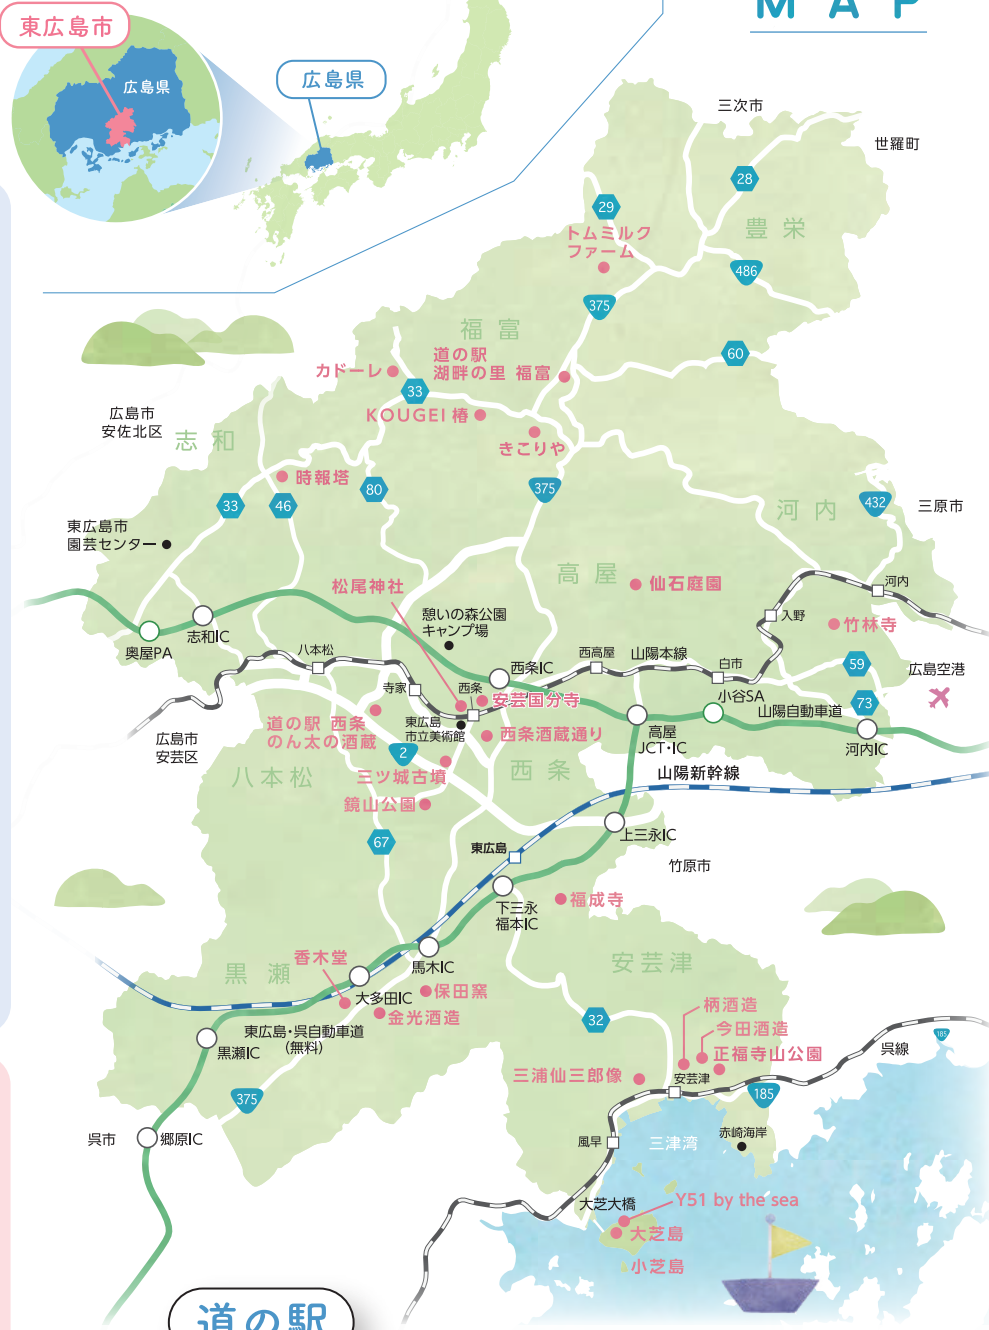 MAP
東広島市
広島県
広島県
三次市
世羅町
28
29
豊栄
トムミルク
ファーム
486
375
福富
60
道の駅
湖畔の里 福富
カドーレ
33
KOUGEI 椿
広島市
安佐北区
志和
きこりや
時報塔
80
375
33
46
432
河内
三原市
東広島市
園芸センター
高屋
仙石庭園
河内
松尾神社
憩いの森公園
キャンプ場
入野
竹林寺
志和IC
奥屋PA
八本松
西高屋
山陽本線
西条IC
白市
59
広島空港
寺家
西条
安芸国分寺
小谷SA
73
山陽自動車道
道の駅 西条
のん太の酒蔵
東広島
市立美術館
西条酒蔵通り
高屋
JCT・IC
河内IC
広島市
安芸区
2
八本松
三ツ城古墳
西条
山陽新幹線
鏡山公園
67
上三永IC
東広島
竹原市
下三永
福本IC
福成寺
香木堂
馬木IC
安芸津
黒瀬
大多田IC
保田窯
金光酒造
柄酒造
32
今田酒造
東広島・呉自動車道
(無料)
黒瀬IC
正福寺山公園
呉線
185
三浦仙三郎像
安芸津
375
185
呉市
郷原IC
風早
三津湾
赤崎海岸
大芝大橋
Y51 by the sea
大芝島
小芝島
道の駅